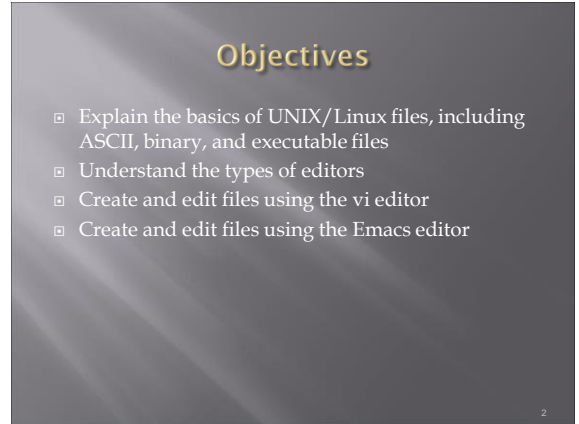 Objectives
Explain the basics of UNIX/Linux files, including
ASCII, binary, and executable files
Understand the types of editors
Create and edit files using the vi editor
Create and edit files using the Emacs editor
2